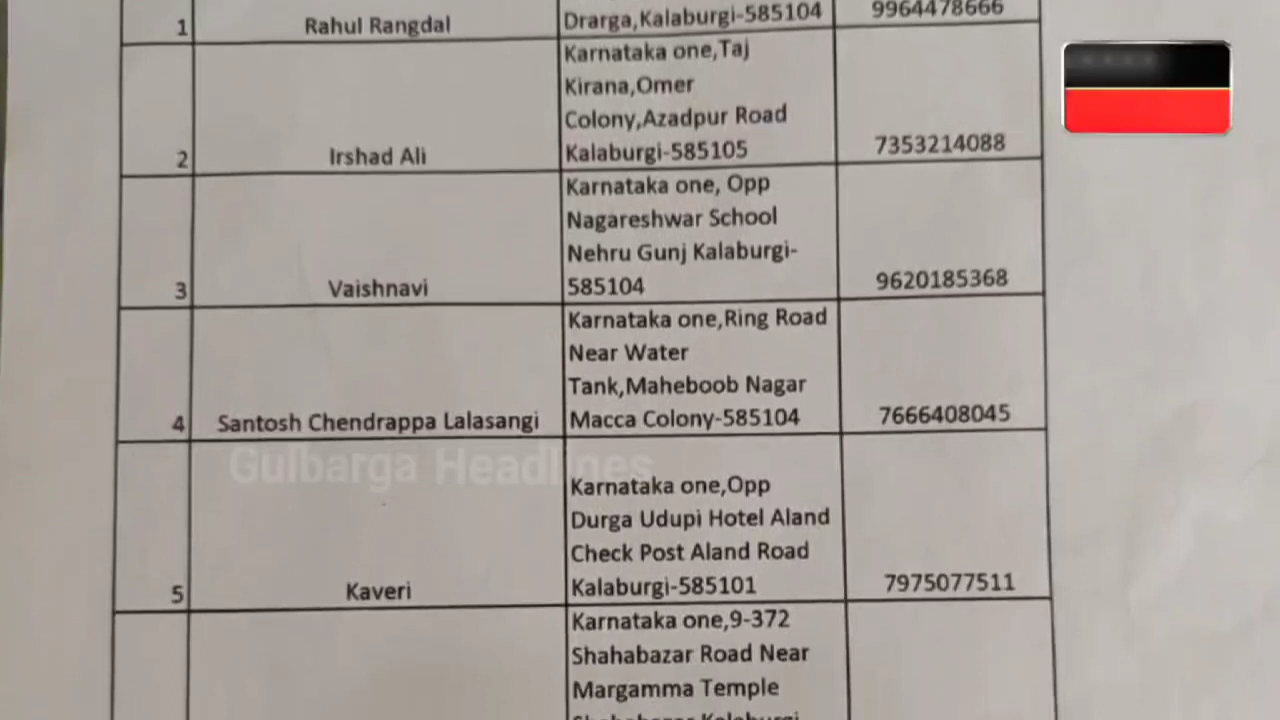 1 Rahul Rangdal Drarga,Kalaburgi-585104 9964478666
Karnataka one,Taj
Kirana,Omer
Colony,Azadpur Road
2 Irshad Ali Kalaburgi-585105 7353214088
Karnataka one, Opp
Nagareshwar School
Nehru Gunj Kalaburgi-
3 Vaishnavi 585104 9620185368
Karnataka one,Ring Road
Near Water
Tank,Maheboob Nagar
4 Santosh Chendrappa Lalasangi Macca Colony-585104 7666408045
Gulbarga Headlines
Karnataka one,Opp
Durga Udupi Hotel Aland
Check Post Aland Road
5 Kaveri Kalaburgi-585101 7975077511
Karnataka one,9-372
Shahabazar Road Near
Margamma Temple
Shahabazar Kalaburgi